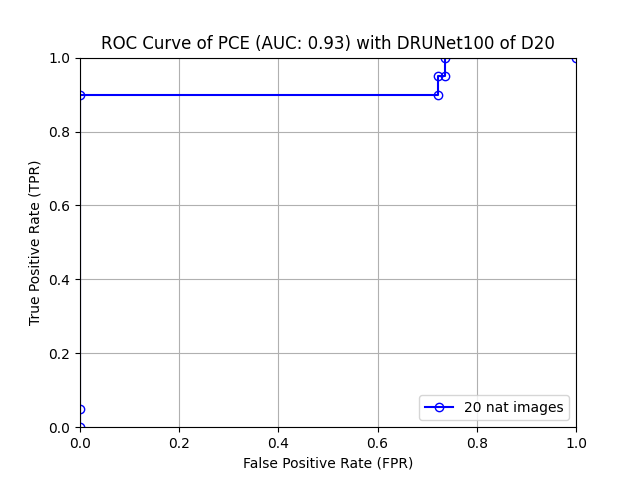 ROC Curve of PCE (AUC: 0.93) with DRUNet100 of D20
True Positive Rate (TPR)
1.0
0.8
0.6
0.4
0.2
0.0
20 nat images
0.0 0.2 0.4 0.6 0.8 1.0
False Positive Rate (FPR)